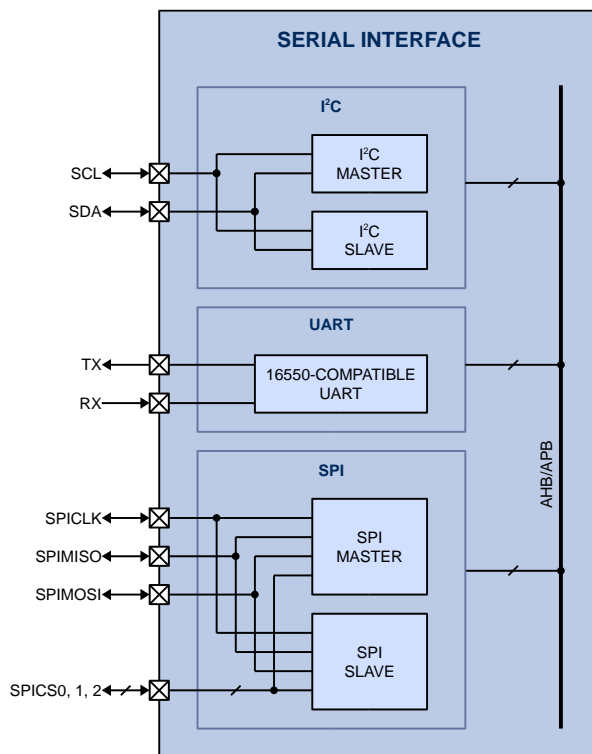 SERIAL INTERFACE
I²C
I²C
MASTER
SCL
SDA
I²C
SLAVE
UART
TX
16550-COMPATIBLE
UART
RX
AHB/APB
SPI
SPICLK
SPI
MASTER
SPIMISO
SPIMOSI
SPI
SLAVE
SPICS0, 1, 2